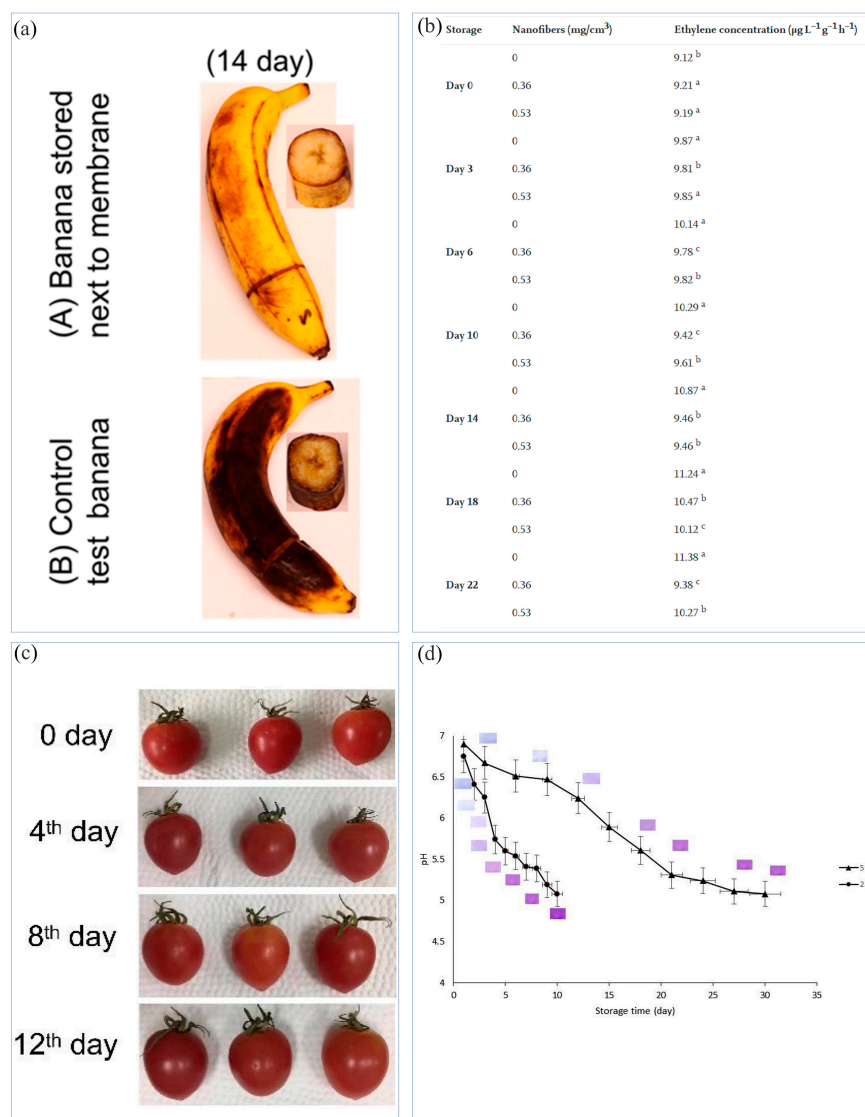 (a)
(14 day)
(A) Banana stored
next to membrane
(B) Control
test banana
(b)
Storage Nanofibers (mg/cm³) Ethylene concentration (μg L⁻¹ g⁻¹ h⁻¹)
0 9.12 ᵇ
Day 0 0.36 9.21 ᵃ
0.53 9.19 ᵃ
0 9.87 ᵃ
Day 3 0.36 9.81 ᵇ
0.53 9.85 ᵃ
0 10.14 ᵃ
Day 6 0.36 9.78 ᶜ
0.53 9.82 ᵇ
0 10.29 ᵃ
Day 10 0.36 9.42 ᶜ
0.53 9.61 ᵇ
0 10.87 ᵃ
Day 14 0.36 9.46 ᵇ
0.53 9.46 ᵇ
0 11.24 ᵃ
Day 18 0.36 10.47 ᵇ
0.53 10.12 ᶜ
0 11.38 ᵃ
Day 22 0.36 9.38 ᶜ
0.53 10.27 ᵇ
(c)
0 day
4ᵗʰ day
8ᵗʰ day
12ᵗʰ day
(d)
7
6.5
6
5.5
5
4.5
4
pH
0 5 10 15 20 25 30 35
Storage time (day)
5
2